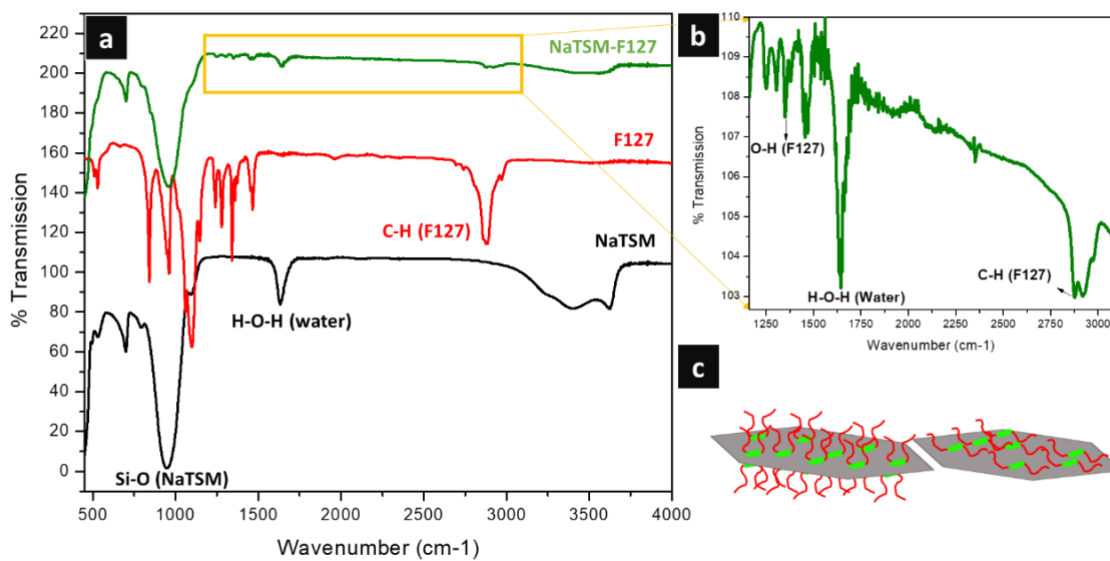 a
NaTSM-F127
F127
C-H (F127)
NaTSM
H-O-H (water)
Si-O (NaTSM)
% Transmission
220
200
180
160
140
120
100
80
60
40
20
0
500
1000
1500
2000
2500
3000
3500
4000
Wavenumber (cm-1)
b
O-H (F127)
H-O-H (Water)
C-H (F127)
% Transmission
110
109
108
107
106
105
104
103
1250
1500
1750
2000
2250
2500
2750
3000
Wavenumber (cm-1)
c